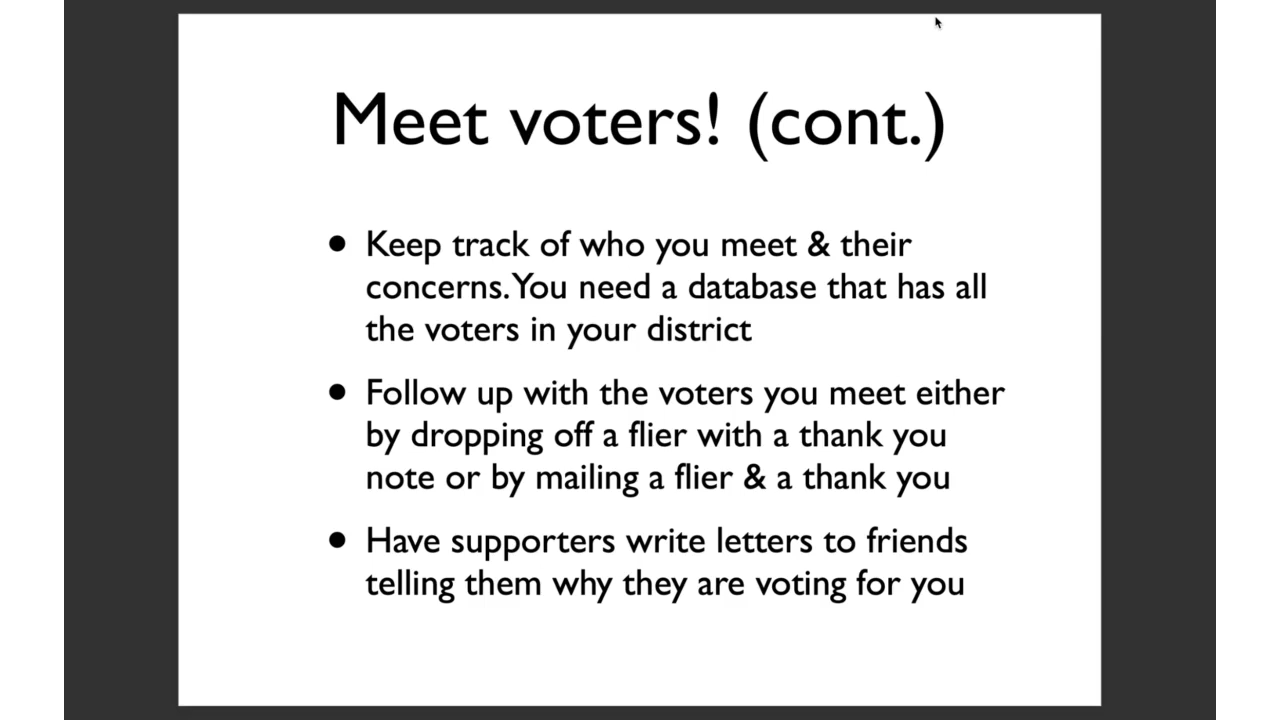 Meet voters! (cont.)
• Keep track of who you meet & their
concerns. You need a database that has all
the voters in your district
• Follow up with the voters you meet either
by dropping off a flier with a thank you
note or by mailing a flier & a thank you
• Have supporters write letters to friends
telling them why they are voting for you